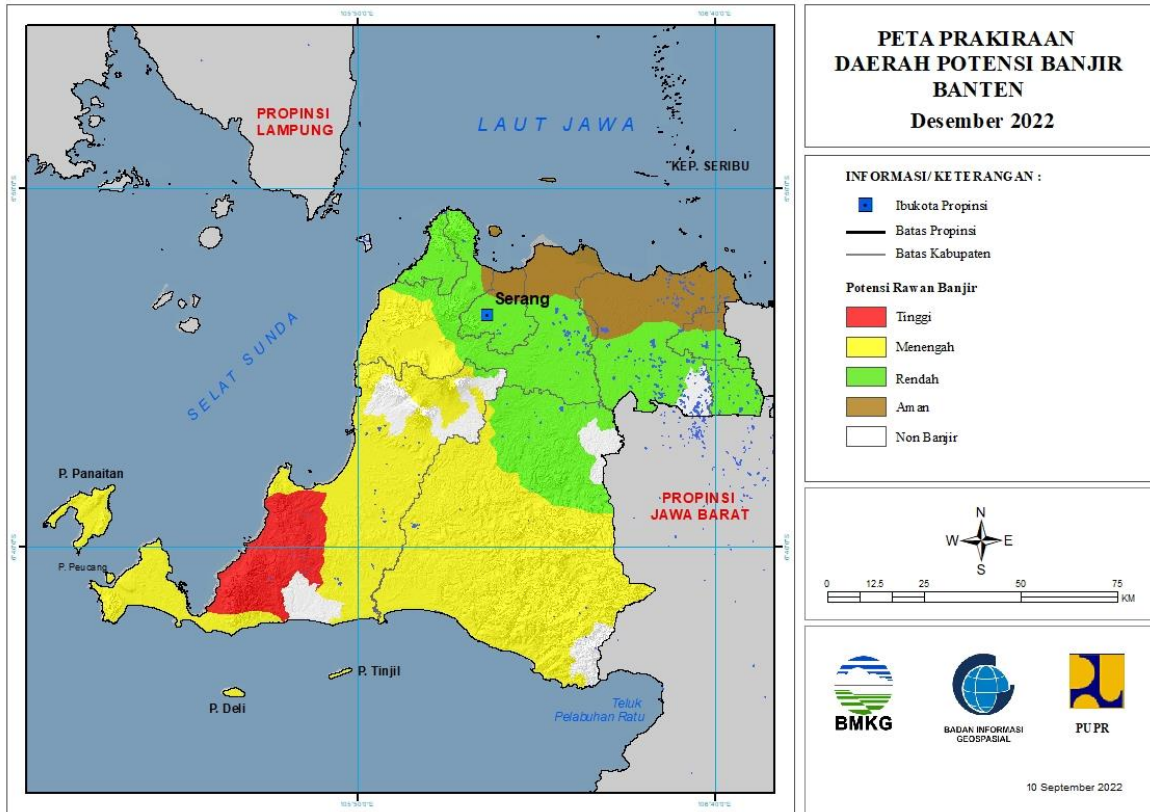 PETA PRAKIRAAN
DAERAH POTENSI BANJIR
BANTEN
Desember 2022
INFORMASI/ KETERANGAN :
Ibukota Propinsi
Batas Propinsi
Batas Kabupaten
Potensi Rawan Banjir
Tinggi
Menengah
Rendah
Aman
Non Banjir
N
W E
S
0 12.5 25 50 75
KM
BMKG
BADAN INFORMASI
GEOSPASIAL
PUPR
10 September 2022
PROPINSI
LAMPUNG
LAUT JAWA
KEP. SERIBU
Serang
SELAT SUNDA
P. Panaitan
P. Peucang
PROPINSI
JAWA BARAT
P. Tinjil
P. Deli
Teluk
Pelabuhan Ratu